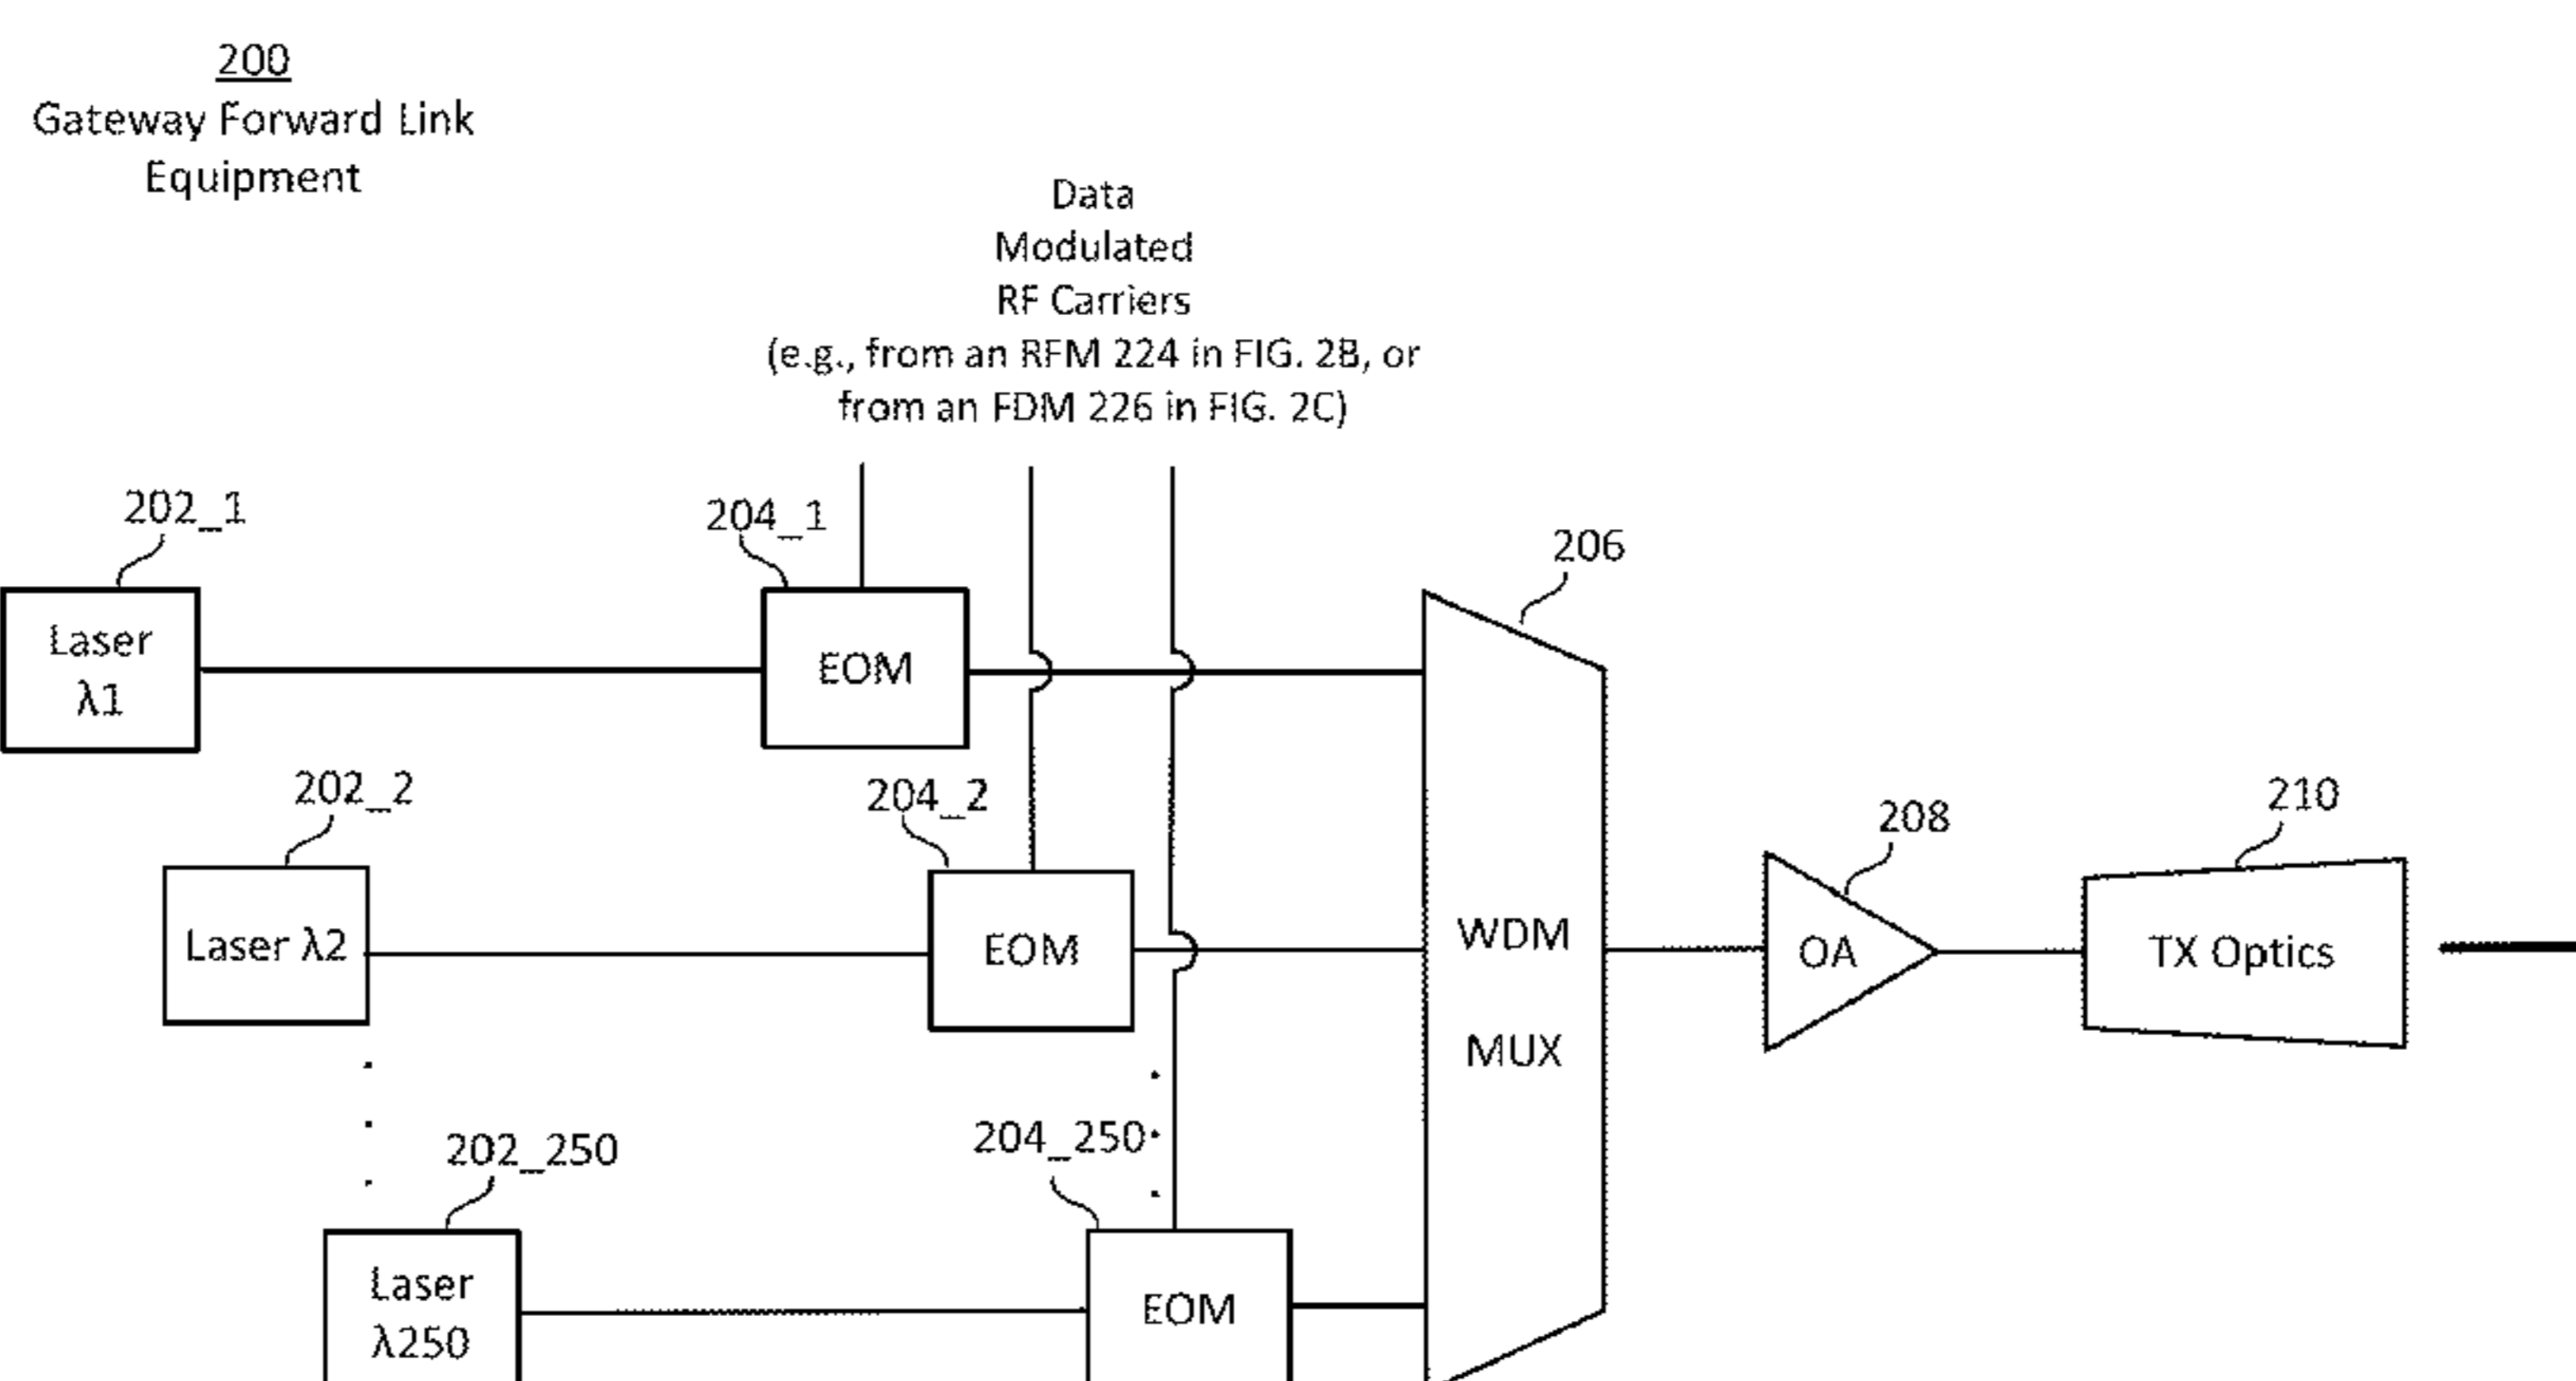 200
Gateway Forward Link
Equipment
Data
Modulated
RF Carriers
(e.g., from an RFM 224 in FIG. 2B, or
from an FDM 226 in FIG. 2C)
202_1
204_1
206
Laser
λ1
EOM
202_2
204_2
208
210
Laser λ2
EOM
WDM
MUX
OA
TX Optics
202_250
204_250
Laser
λ250
EOM